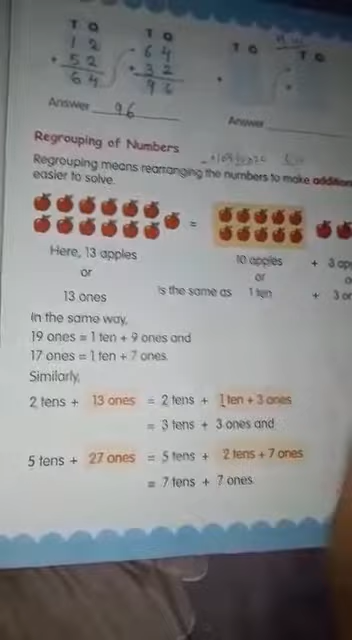 T O
T O
T O
T O
1 2
6 4
+ 5 2
+ 3 2
6 4
9 6
Answer 96
Answer
Regrouping of Numbers
Regrouping means rearranging the numbers to make addition
easier to solve.
=
Here, 13 apples
10 apples + 3
or
or
13 ones
is the same as 1 ten + 3
In the same way,
19 ones = 1 ten + 9 ones and
17 ones = 1 ten + 7 ones.
Similarly,
2 tens + 13 ones = 2 tens + 1 ten + 3 ones
= 3 tens + 3 ones and
5 tens + 27 ones = 5 tens + 2 tens + 7 ones
= 7 tens + 7 ones